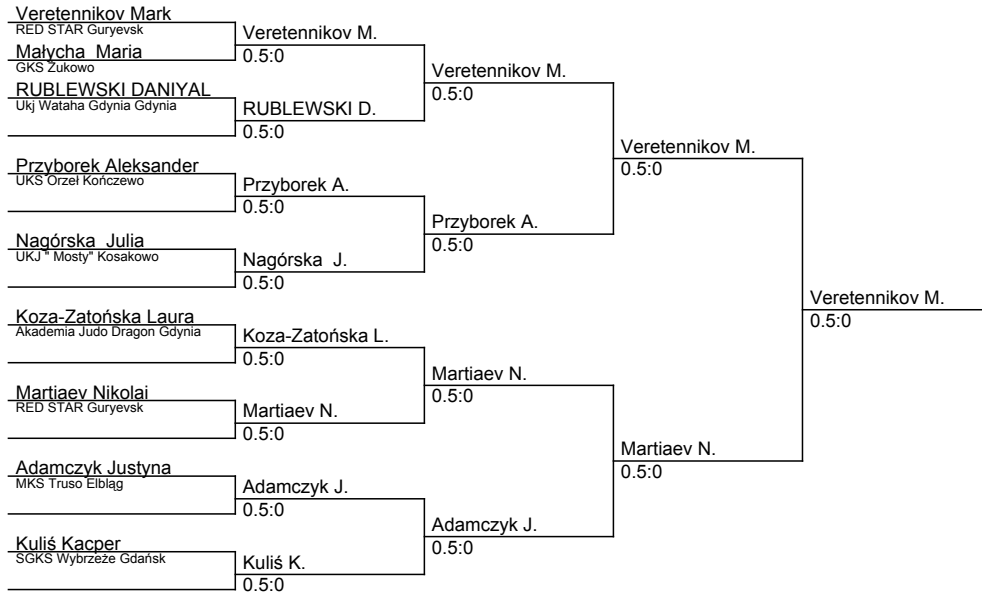 Veretennikov Mark
RED STAR Guryevsk
Małycha  Maria
GKS Żukowo
RUBLEWSKI DANIYAL
Ukj Wataha Gdynia Gdynia
Przyborek Aleksander
UKS Orzeł Kończewo
Nagórska  Julia
UKJ " Mosty" Kosakowo
Koza-Zatońska Laura
Akademia Judo Dragon Gdynia
Martiaev Nikolai
RED STAR Guryevsk
Adamczyk Justyna
MKS Truso Elbląg
Kuliś Kacper
SGKS Wybrzeże Gdańsk
Veretennikov M.
0.5:0
RUBLEWSKI D.
0.5:0
Przyborek A.
0.5:0
Nagórska  J.
0.5:0
Koza-Zatońska L.
0.5:0
Martiaev N.
0.5:0
Adamczyk J.
0.5:0
Kuliś K.
0.5:0
Veretennikov M.
0.5:0
Przyborek A.
0.5:0
Martiaev N.
0.5:0
Adamczyk J.
0.5:0
Veretennikov M.
0.5:0
Martiaev N.
0.5:0
Veretennikov M.
0.5:0